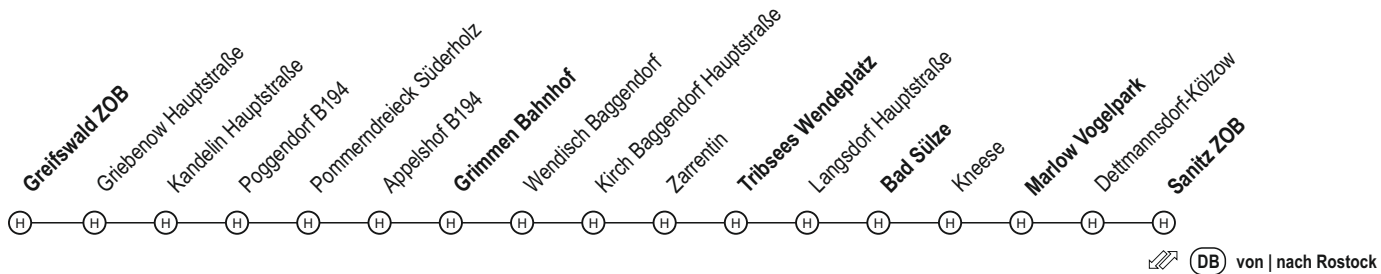 Greifswald ZOB
Griebenow Hauptstraße
Kandelin Hauptstraße
Poggendorf B194
Pommerndreieck Süderholz
Appelshof B194
Grimmen Bahnhof
Wendisch Baggendorf
Kirch Baggendorf Hauptstraße
Zarrentin
Tribsees Wendeplatz
Langsdorf Hauptstraße
Bad Sülze
Kneese
Marlow Vogelpark
Dettmannsdorf-Kölzow
Sanitz ZOB
H H H H H H H H H H H H H H H H H
DB von | nach Rostock